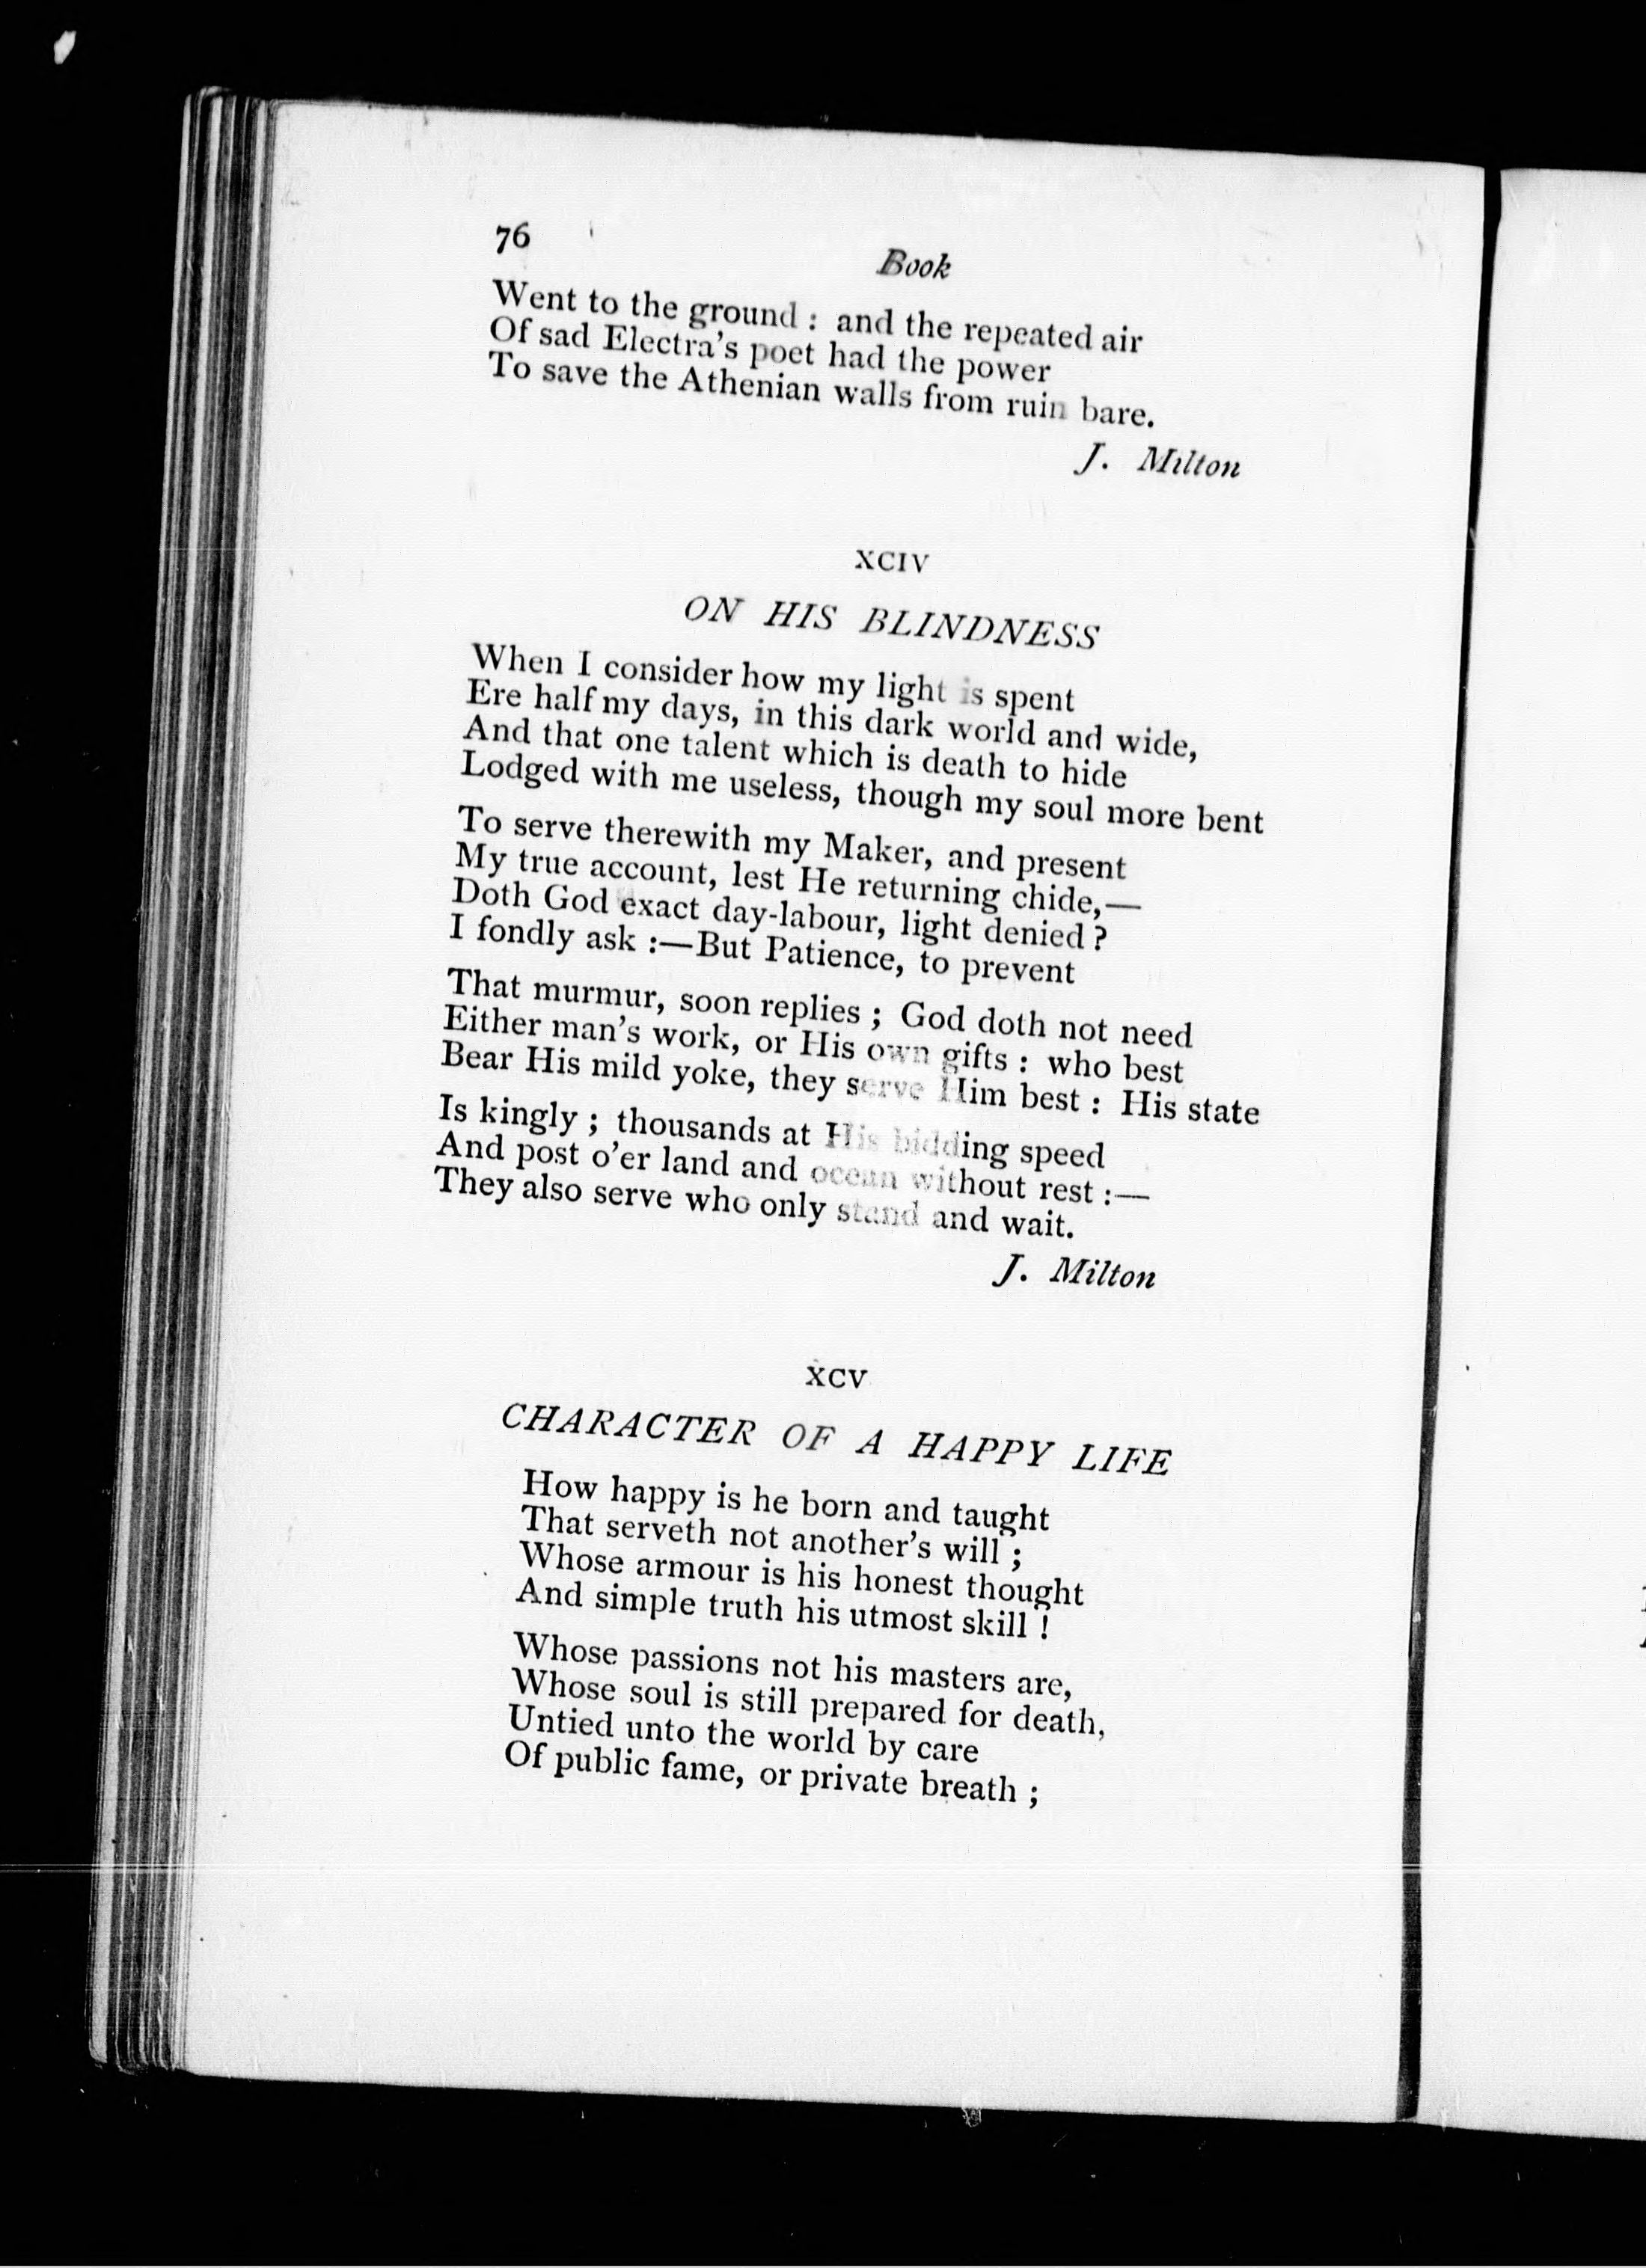 76
Book
Went to the ground : and the repeated air
Of sad Electra's poet had the power
To save the Athenian walls from ruin bare.
J. Milton
XCIV
ON HIS BLINDNESS
When I consider how my light is spent
Ere half my days, in this dark world and wide,
And that one talent which is death to hide
Lodged with me useless, though my soul more bent
To serve therewith my Maker, and present
My true account, lest He returning chide,—
Doth God exact day-labour, light denied ?
I fondly ask :—But Patience, to prevent
That murmur, soon replies ; God doth not need
Either man's work, or His own gifts : who best
Bear His mild yoke, they serve Him best : His state
Is kingly ; thousands at His bidding speed
And post o'er land and ocean without rest :—
They also serve who only stand and wait.
J. Milton
XCV
CHARACTER OF A HAPPY LIFE
How happy is he born and taught
That serveth not another's will ;
Whose armour is his honest thought
And simple truth his utmost skill !
Whose passions not his masters are,
Whose soul is still prepared for death,
Untied unto the world by care
Of public fame, or private breath ;